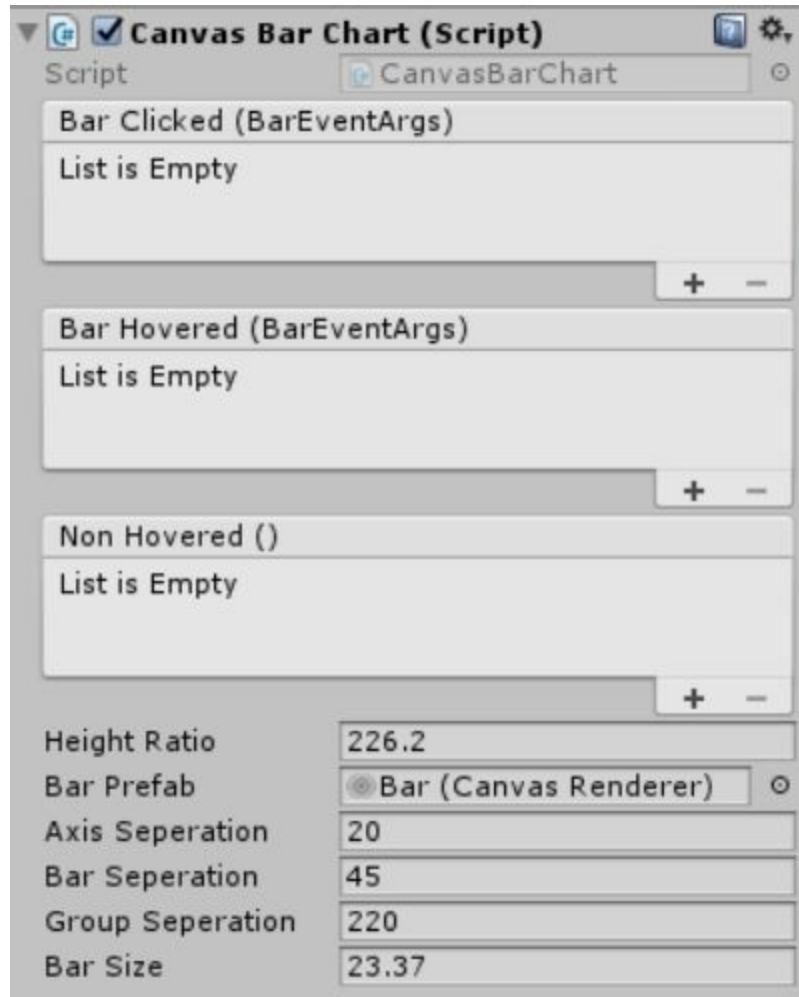 Canvas Bar Chart (Script)
Script CanvasBarChart
Bar Clicked (BarEventArgs)
List is Empty
+ −
Bar Hovered (BarEventArgs)
List is Empty
+ −
Non Hovered ()
List is Empty
+ −
Height Ratio 226.2
Bar Prefab Bar (Canvas Renderer)
Axis Seperation 20
Bar Seperation 45
Group Seperation 220
Bar Size 23.37